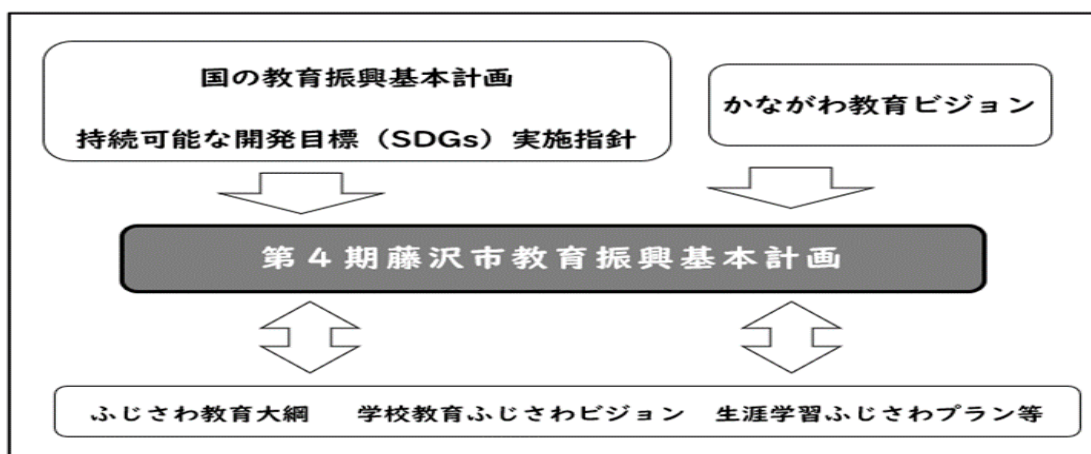 国の教育振興基本計画
持続可能な開発目標（SDGs）実施指針
かながわ教育ビジョン
第４期藤沢市教育振興基本計画
ふじさわ教育大綱　学校教育ふじさわビジョン　生涯学習ふじさわプラン等